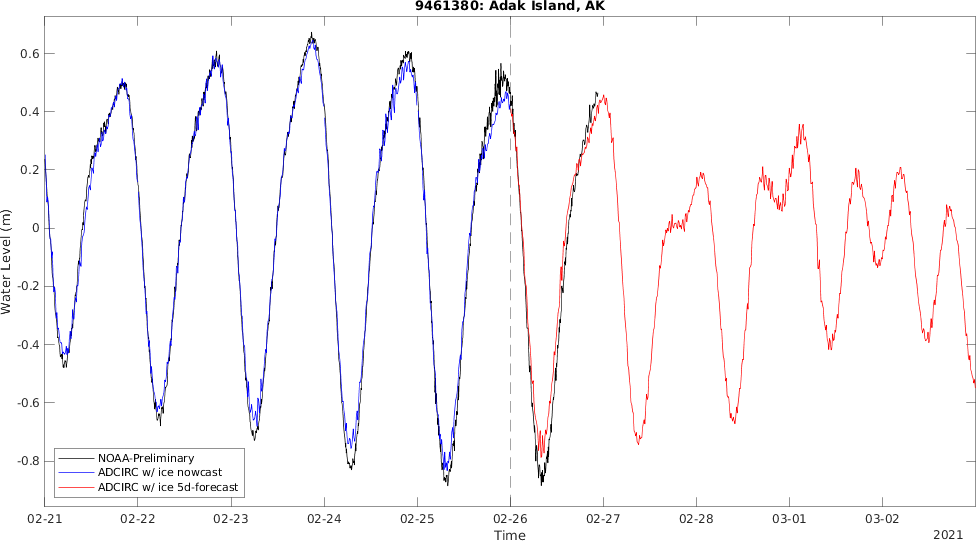 9461380: Adak Island, AK
Water Level (m)
0.6
0.4
0.2
0
-0.2
-0.4
-0.6
-0.8
NOAA-Preliminary
ADCIRC w/ ice nowcast
ADCIRC w/ ice 5d-forecast
02-21 02-22 02-23 02-24 02-25 02-26 02-27 02-28 03-01 03-02
Time
2021